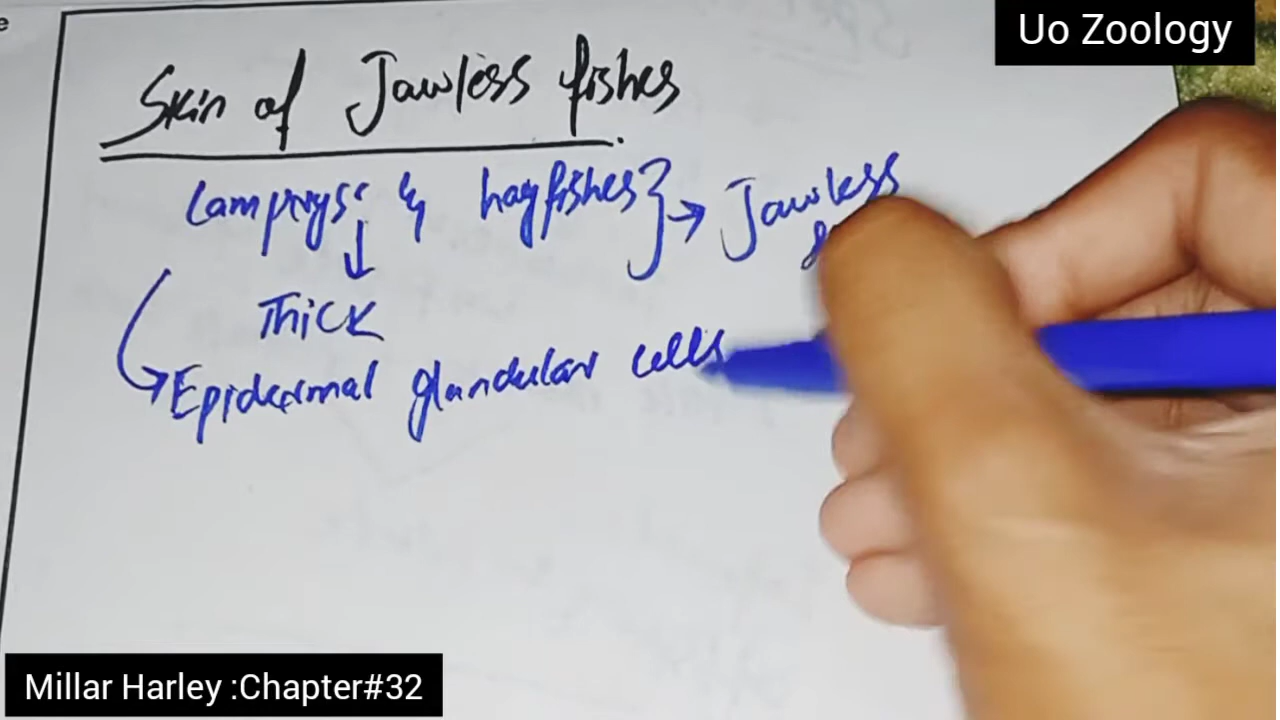 Uo Zoology
Skin of Jawless fishes
Lampreys & hagfishes} → Jawless
Thick
Epidermal glandular cells
Millar Harley :Chapter#32